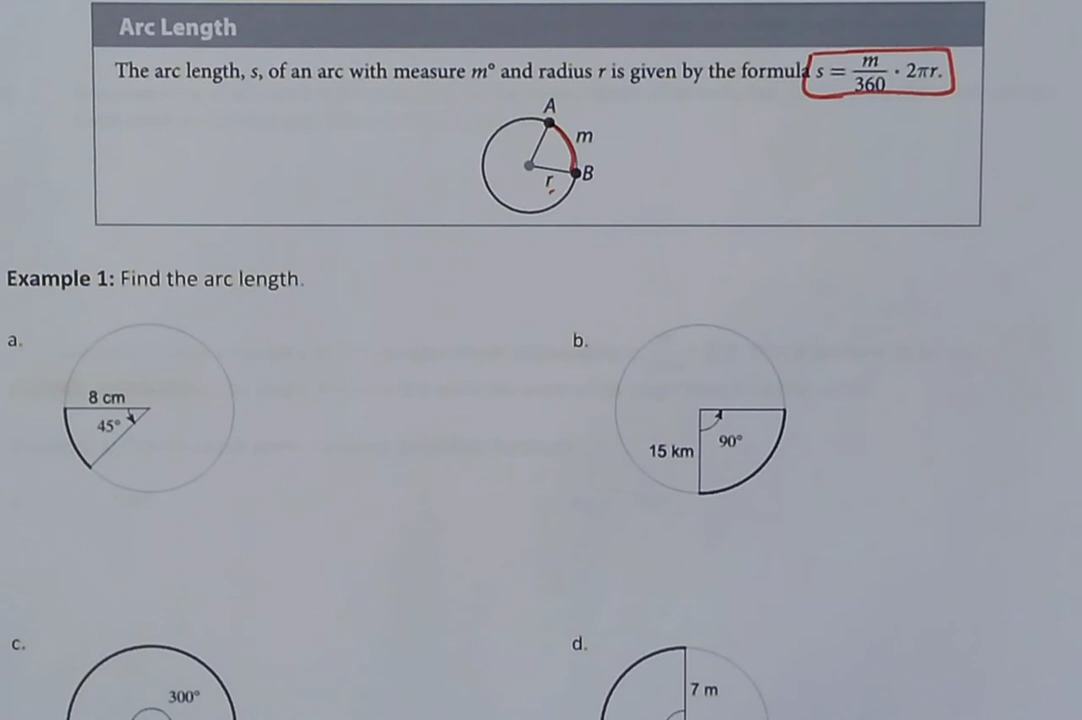 Arc Length
The arc length, s, of an arc with measure m° and radius r is given by the formula s = m/360 · 2πr.
A
m
B
r
Example 1: Find the arc length.
a.
8 cm
45°
b.
15 km
90°
c.
300°
d.
7 m